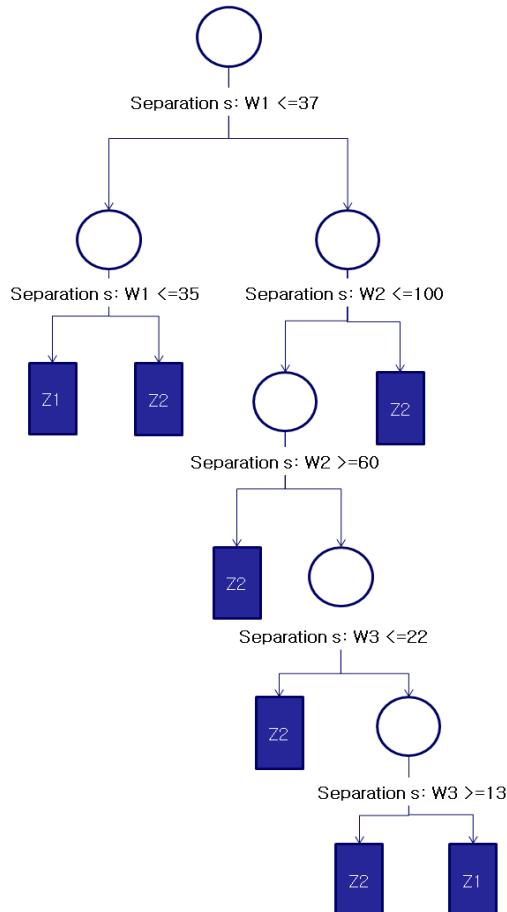 Separation s: W1 <=37
Separation s: W1 <=35
Separation s: W2 <=100
Z1
Z2
Z2
Separation s: W2 >=60
Z2
Separation s: W3 <=22
Z2
Separation s: W3 >=13
Z2
Z1